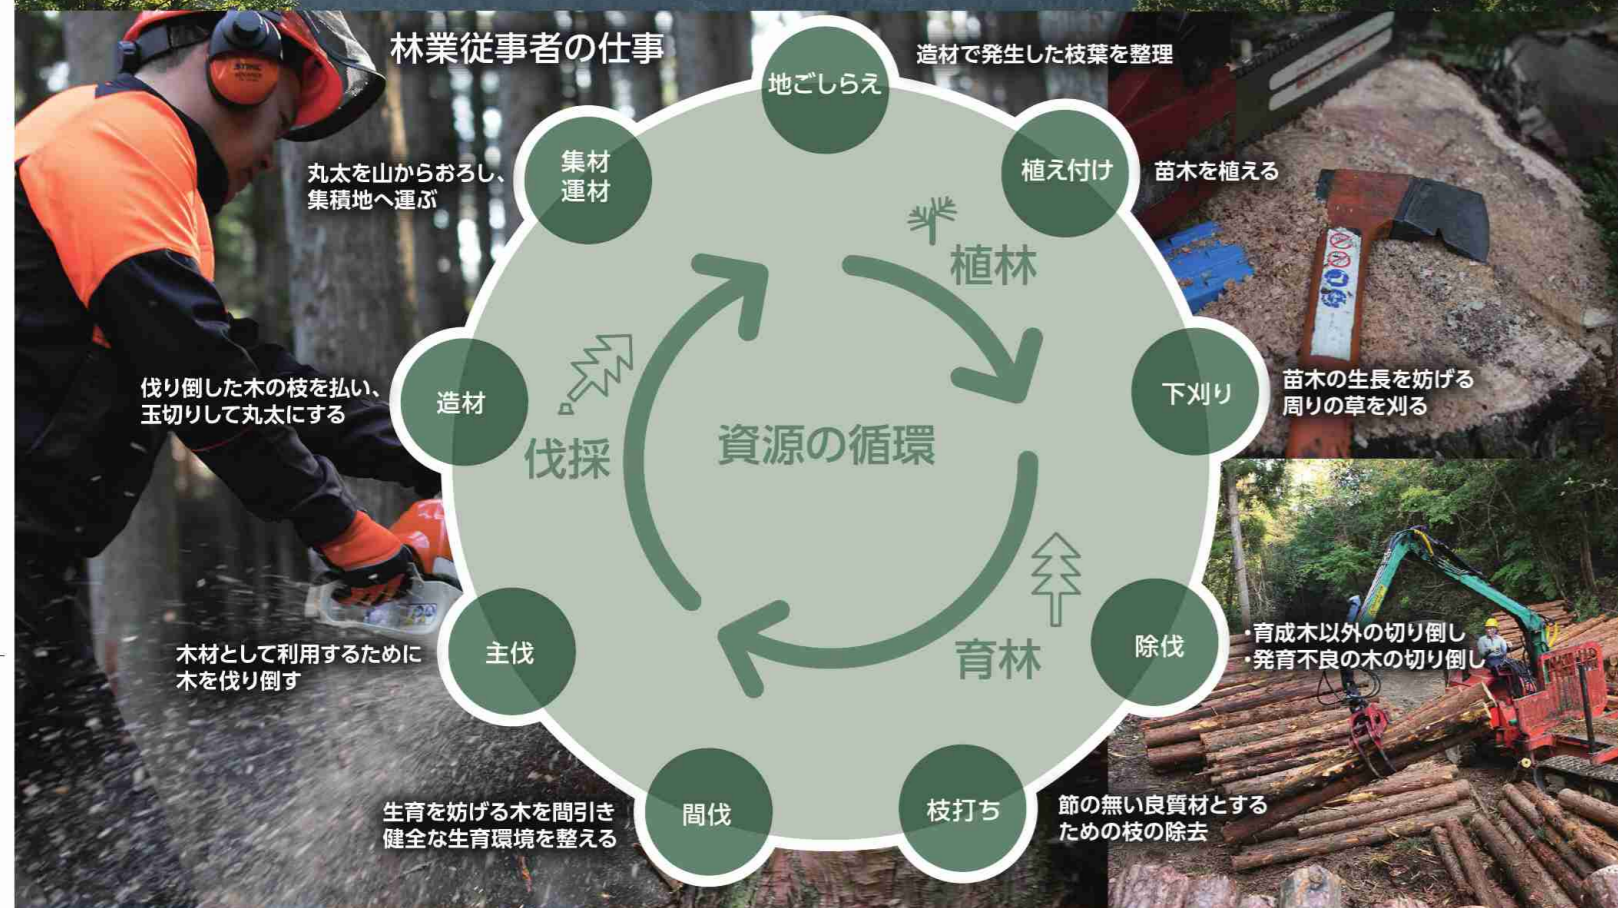 林業従事者の仕事
地ごしらえ
造材で発生した枝葉を整理
植え付け
苗木を植える
下刈り
苗木の生長を妨げる
周りの草を刈る
除伐
・育成木以外の切り倒し
・発育不良の木の切り倒し
枝打ち
節の無い良質材とする
ための枝の除去
間伐
生育を妨げる木を間引き
健全な生育環境を整える
主伐
木材として利用するために
木を伐り倒す
造材
伐り倒した木の枝を払い、
玉切りして丸太にする
集材
運材
丸太を山からおろし、
集積地へ運ぶ
植林
育林
伐採
資源の循環
STIHL